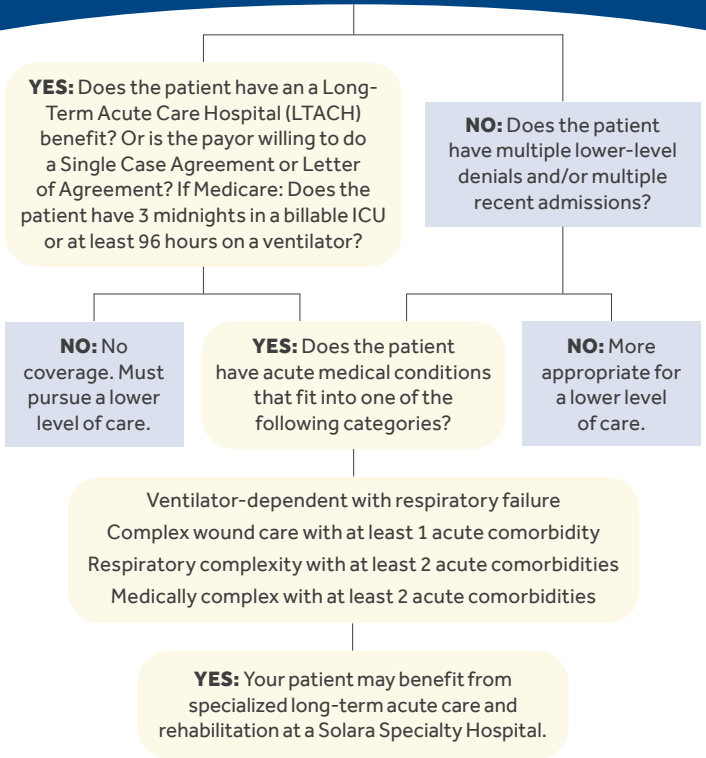 YES: Does the patient have an a Long-
Term Acute Care Hospital (LTACH)
benefit? Or is the payor willing to do
a Single Case Agreement or Letter
of Agreement? If Medicare: Does the
patient have 3 midnights in a billable ICU
or at least 96 hours on a ventilator?
NO: Does the patient
have multiple lower-level
denials and/or multiple
recent admissions?
NO: No
coverage. Must
pursue a lower
level of care.
YES: Does the patient
have acute medical conditions
that fit into one of the
following categories?
NO: More
appropriate for
a lower level
of care.
Ventilator-dependent with respiratory failure
Complex wound care with at least 1 acute comorbidity
Respiratory complexity with at least 2 acute comorbidities
Medically complex with at least 2 acute comorbidities
YES: Your patient may benefit from
specialized long-term acute care and
rehabilitation at a Solara Specialty Hospital.